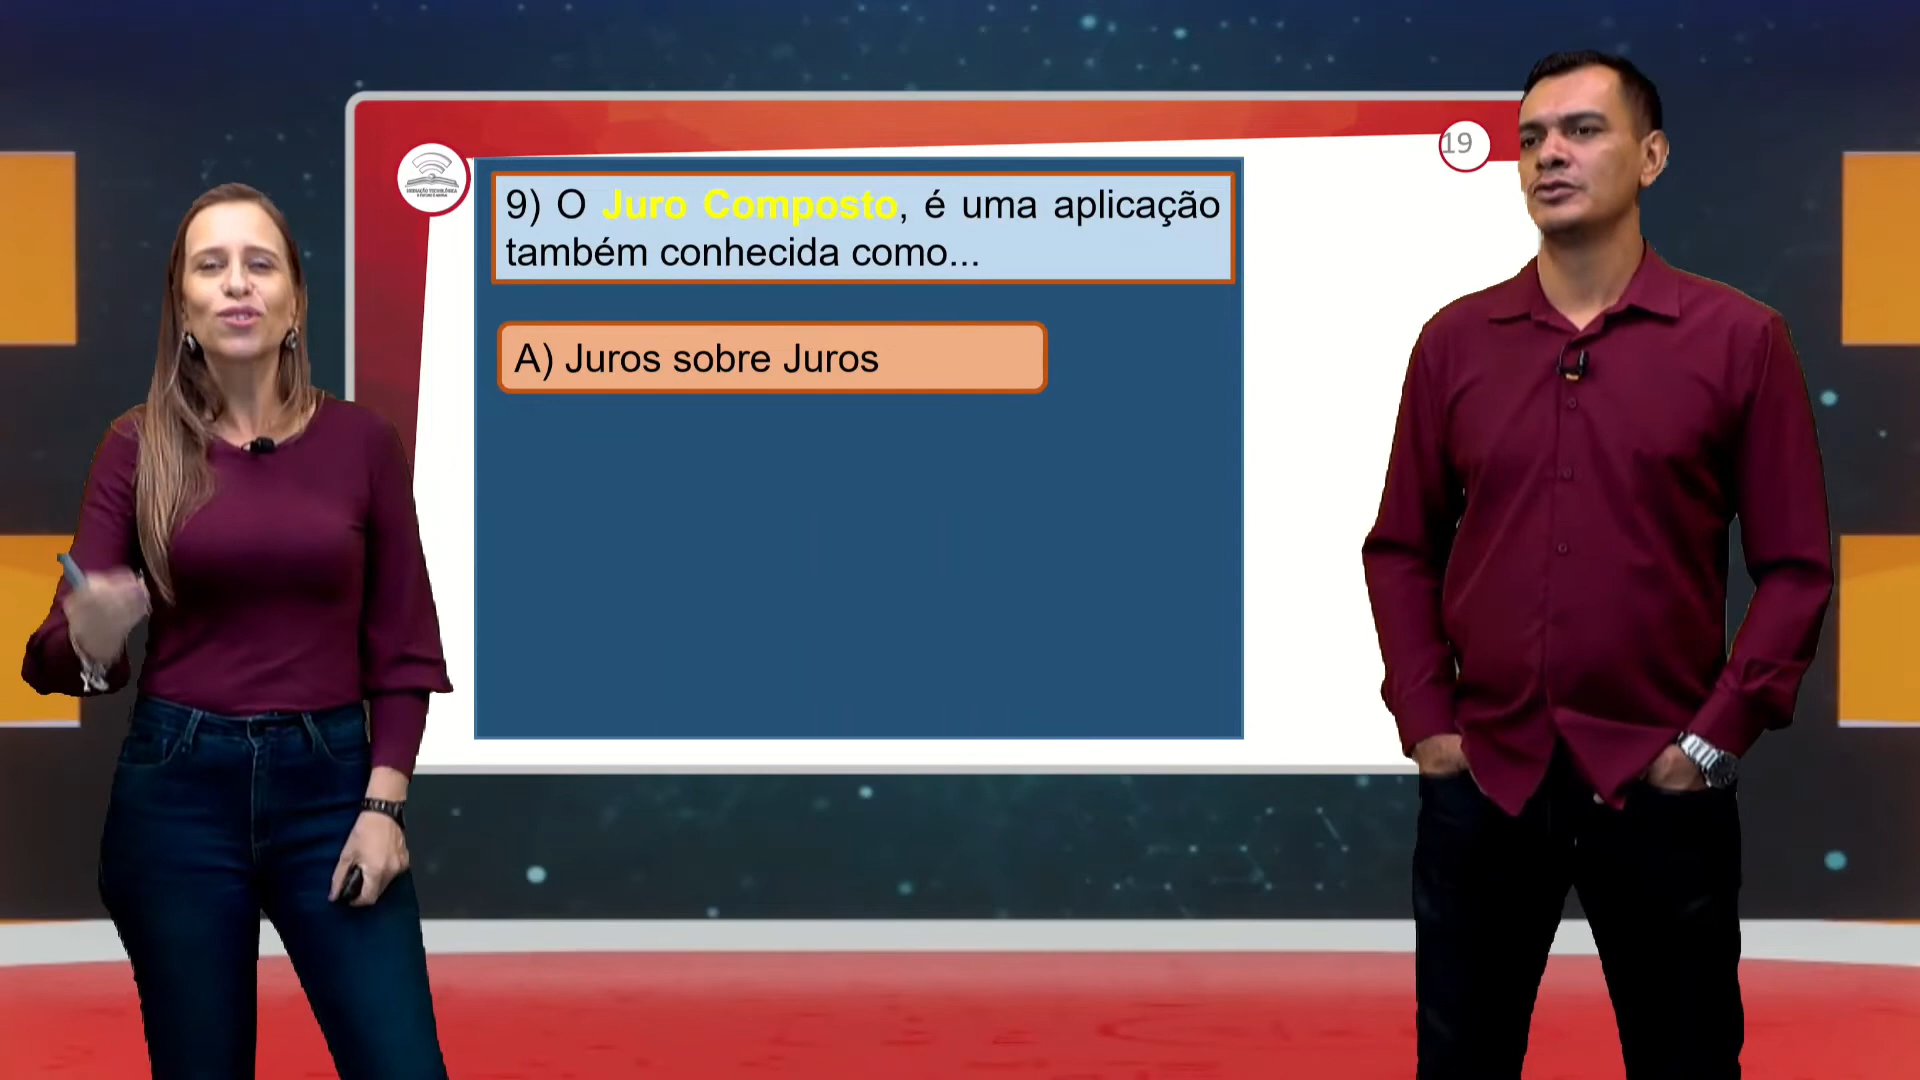 19
9) O Juro Composto, é uma aplicação
também conhecida como...
A) Juros sobre Juros